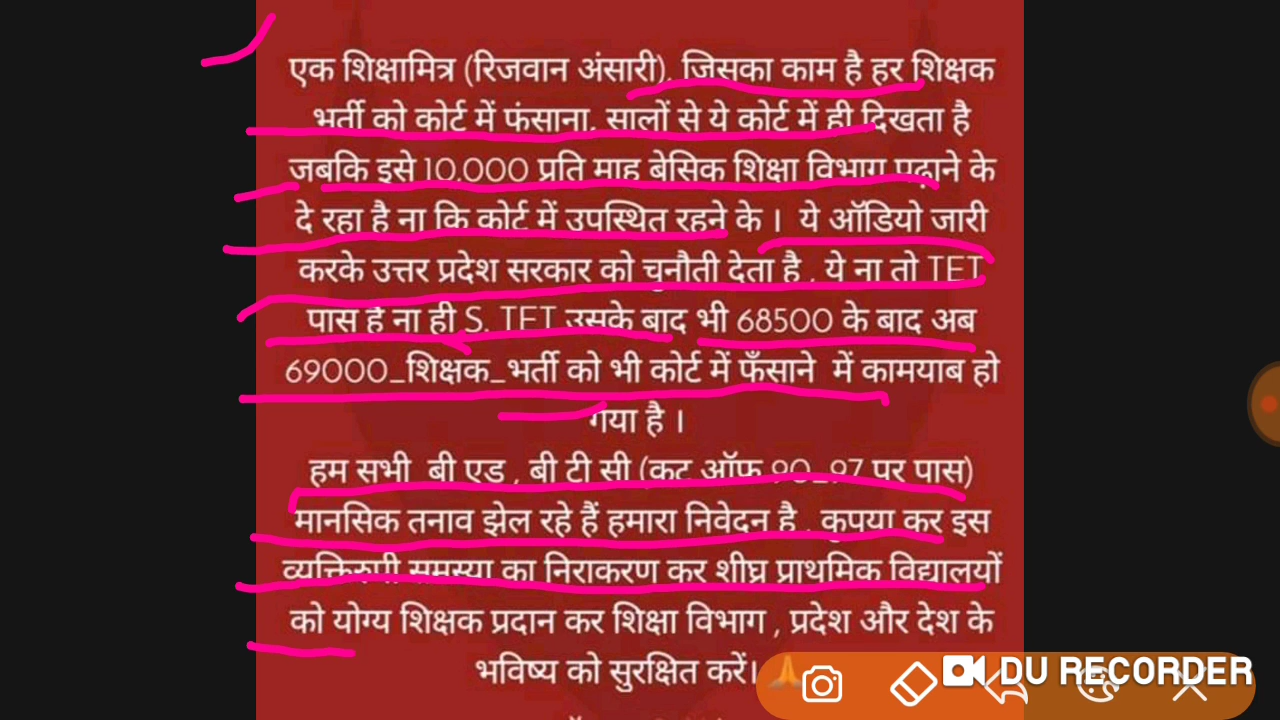 एक शिक्षामित्र (रिजवान अंसारी), जिसका काम है हर शिक्षक
भर्ती को कोर्ट में फंसाना, सालों से ये कोर्ट में ही दिखता है
जबकि इसे 10,000 प्रति माह बेसिक शिक्षा विभाग पढ़ाने के
दे रहा है ना कि कोर्ट में उपस्थित रहने के। ये ऑडियो जारी
करके उत्तर प्रदेश सरकार को चुनौती देता है , ये ना तो TET
पास है ना ही S. TET उसके बाद भी 68500 के बाद अब
69000_शिक्षक_भर्ती को भी कोर्ट में फँसाने में कामयाब हो
गया है ।
हम सभी बी एड , बी टी सी (कट ऑफ 90_97 पर पास)
मानसिक तनाव झेल रहे हैं हमारा निवेदन है , कृपया कर इस
व्यक्तिरुपी समस्या का निराकरण कर शीघ्र प्राथमिक विद्यालयों
को योग्य शिक्षक प्रदान कर शिक्षा विभाग , प्रदेश और देश के
भविष्य को सुरक्षित करें।
DU RECORDER